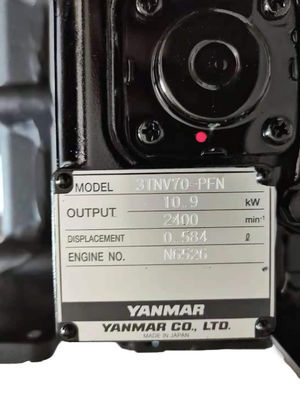 MODEL 3TNV70-PFN
OUTPUT 10.9 kW
2400 min⁻¹
DISPLACEMENT 0.584 ℓ
ENGINE NO. N6526
YANMAR
YANMAR CO., LTD.
MADE IN JAPAN